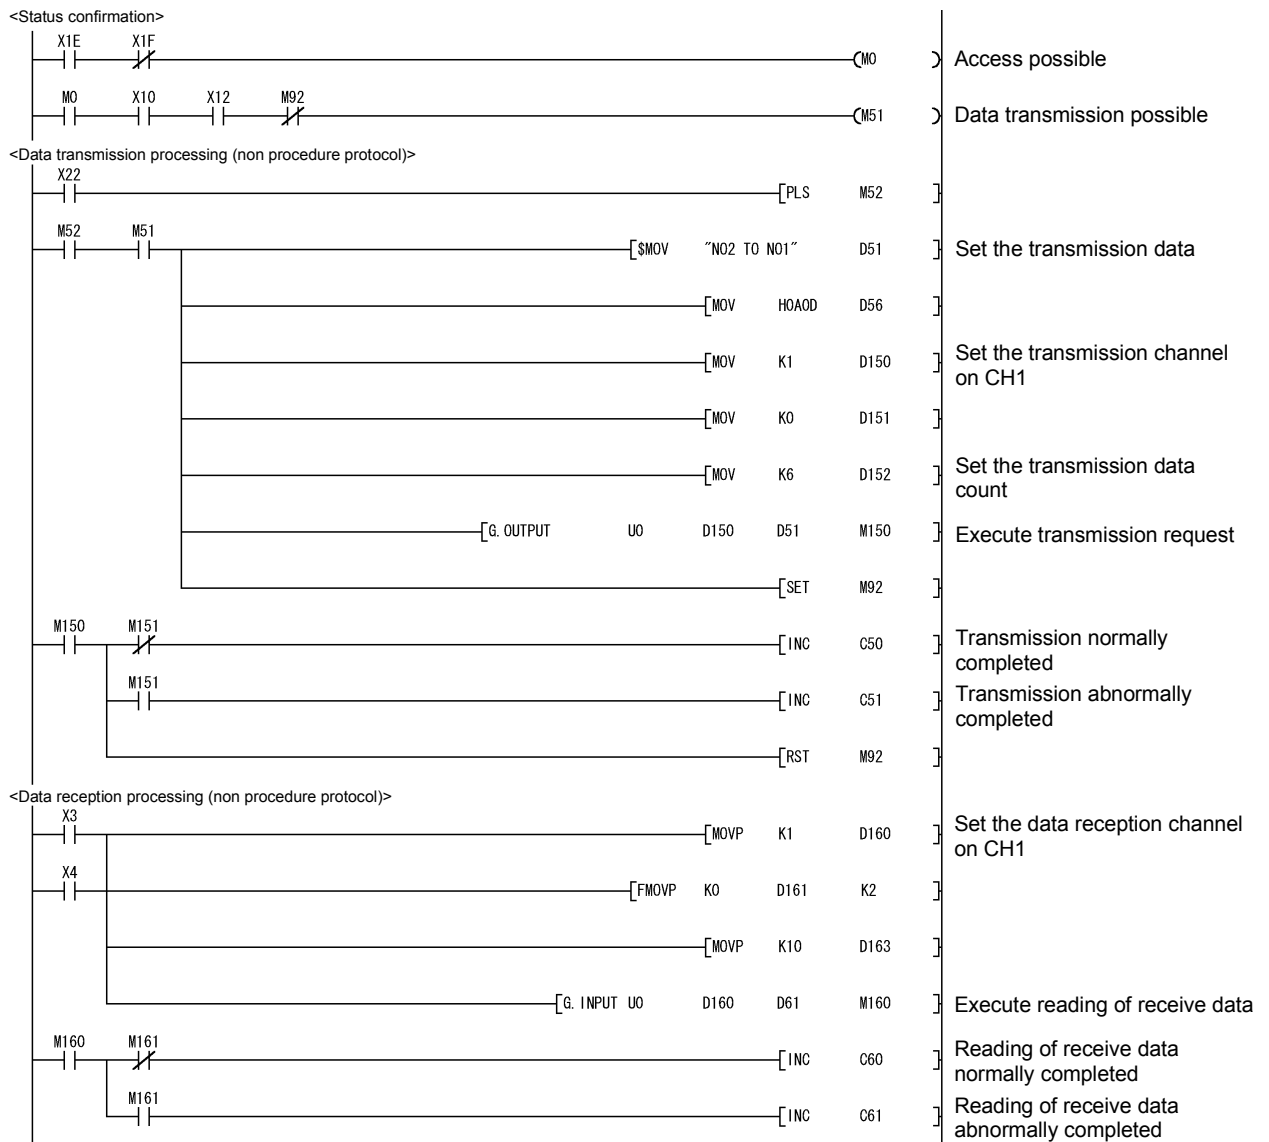 <Status confirmation>
X1E X1F
(M0 ) Access possible
M0 X10 X12 M92
(M51 ) Data transmission possible
<Data transmission processing (non procedure protocol)>
X22
[PLS M52 ]
M52 M51
[$MOV "NO2 TO NO1" D51 ] Set the transmission data
[MOV H0A0D D56 ]
[MOV K1 D150 ] Set the transmission channel
on CH1
[MOV K0 D151 ]
[MOV K6 D152 ] Set the transmission data
count
[G.OUTPUT U0 D150 D51 M150 ] Execute transmission request
[SET M92 ]
M150 M151
[INC C50 ] Transmission normally
completed
M151
[INC C51 ] Transmission abnormally
completed
[RST M92 ]
<Data reception processing (non procedure protocol)>
X3
[MOVP K1 D160 ] Set the data reception channel
on CH1
X4
[FMOVP K0 D161 K2 ]
[MOVP K10 D163 ]
[G.INPUT U0 D160 D61 M160 ] Execute reading of receive data
M160 M161
[INC C60 ] Reading of receive data
normally completed
M161
[INC C61 ] Reading of receive data
abnormally completed